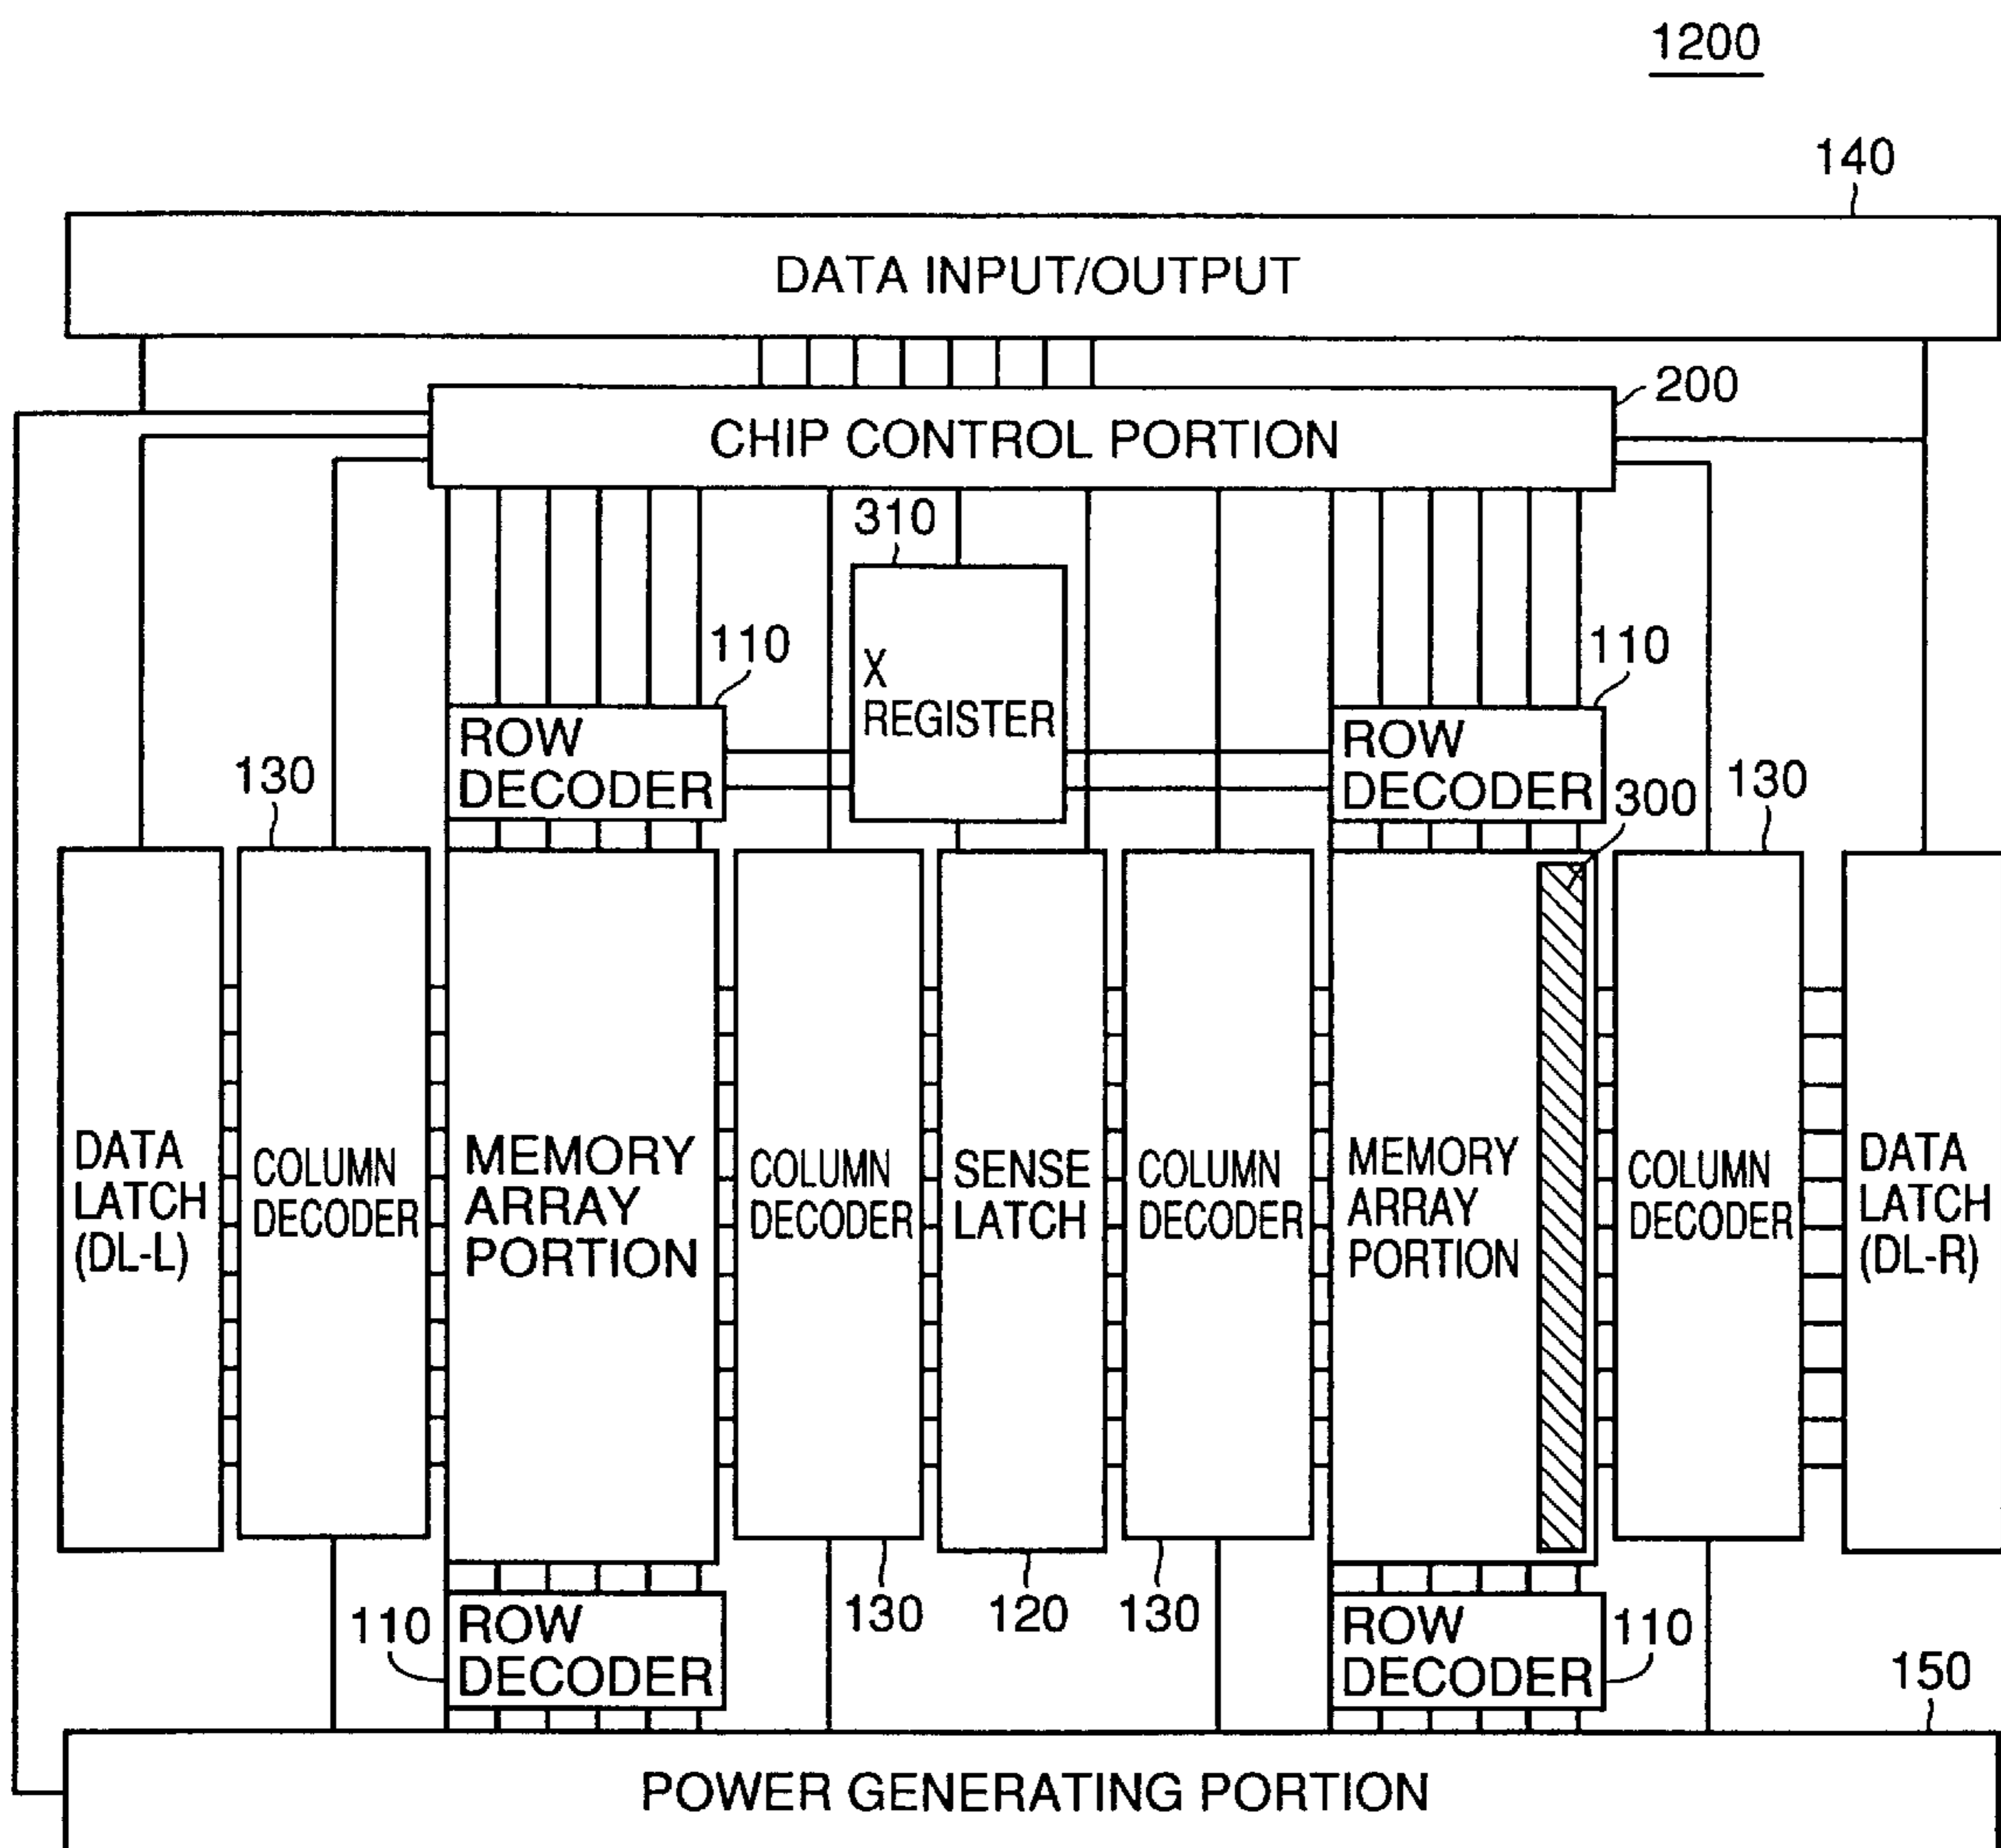 1200
140
DATA INPUT/OUTPUT
200
CHIP CONTROL PORTION
310
110
110
X
REGISTER
ROW
DECODER
ROW
DECODER
130
300
130
DATA
LATCH
(DL-L)
COLUMN
DECODER
MEMORY
ARRAY
PORTION
COLUMN
DECODER
SENSE
LATCH
COLUMN
DECODER
MEMORY
ARRAY
PORTION
COLUMN
DECODER
DATA
LATCH
(DL-R)
130
120
130
110
ROW
DECODER
ROW
DECODER
110
150
POWER GENERATING PORTION